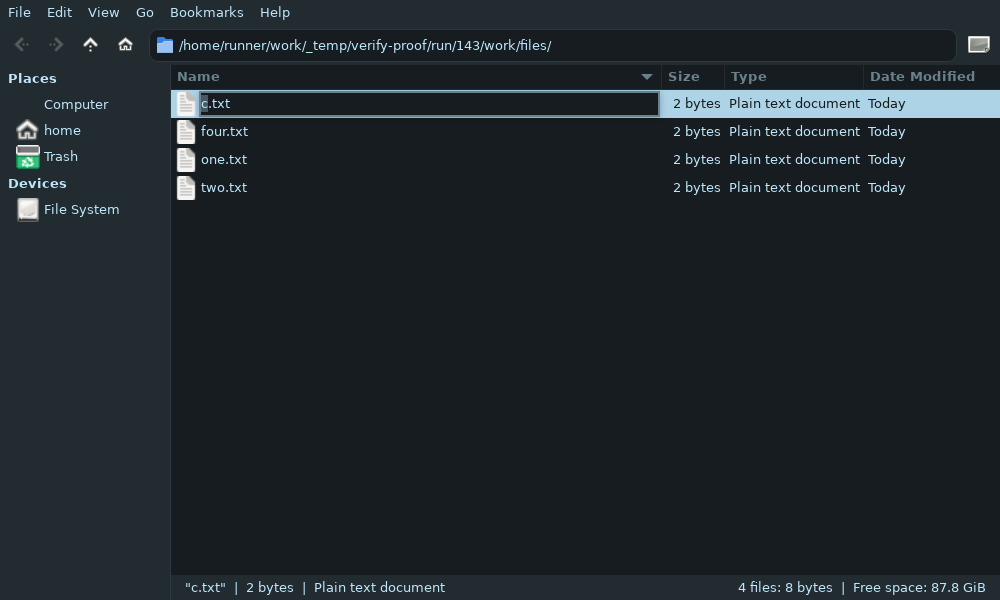 File Edit View Go Bookmarks Help
/home/runner/work/_temp/verify-proof/run/143/work/files/
Places
Computer
home
Trash
Devices
File System
Name Size Type Date Modified
c.txt 2 bytes Plain text document Today
four.txt 2 bytes Plain text document Today
one.txt 2 bytes Plain text document Today
two.txt 2 bytes Plain text document Today
"c.txt" | 2 bytes | Plain text document 4 files: 8 bytes | Free space: 87.8 GiB